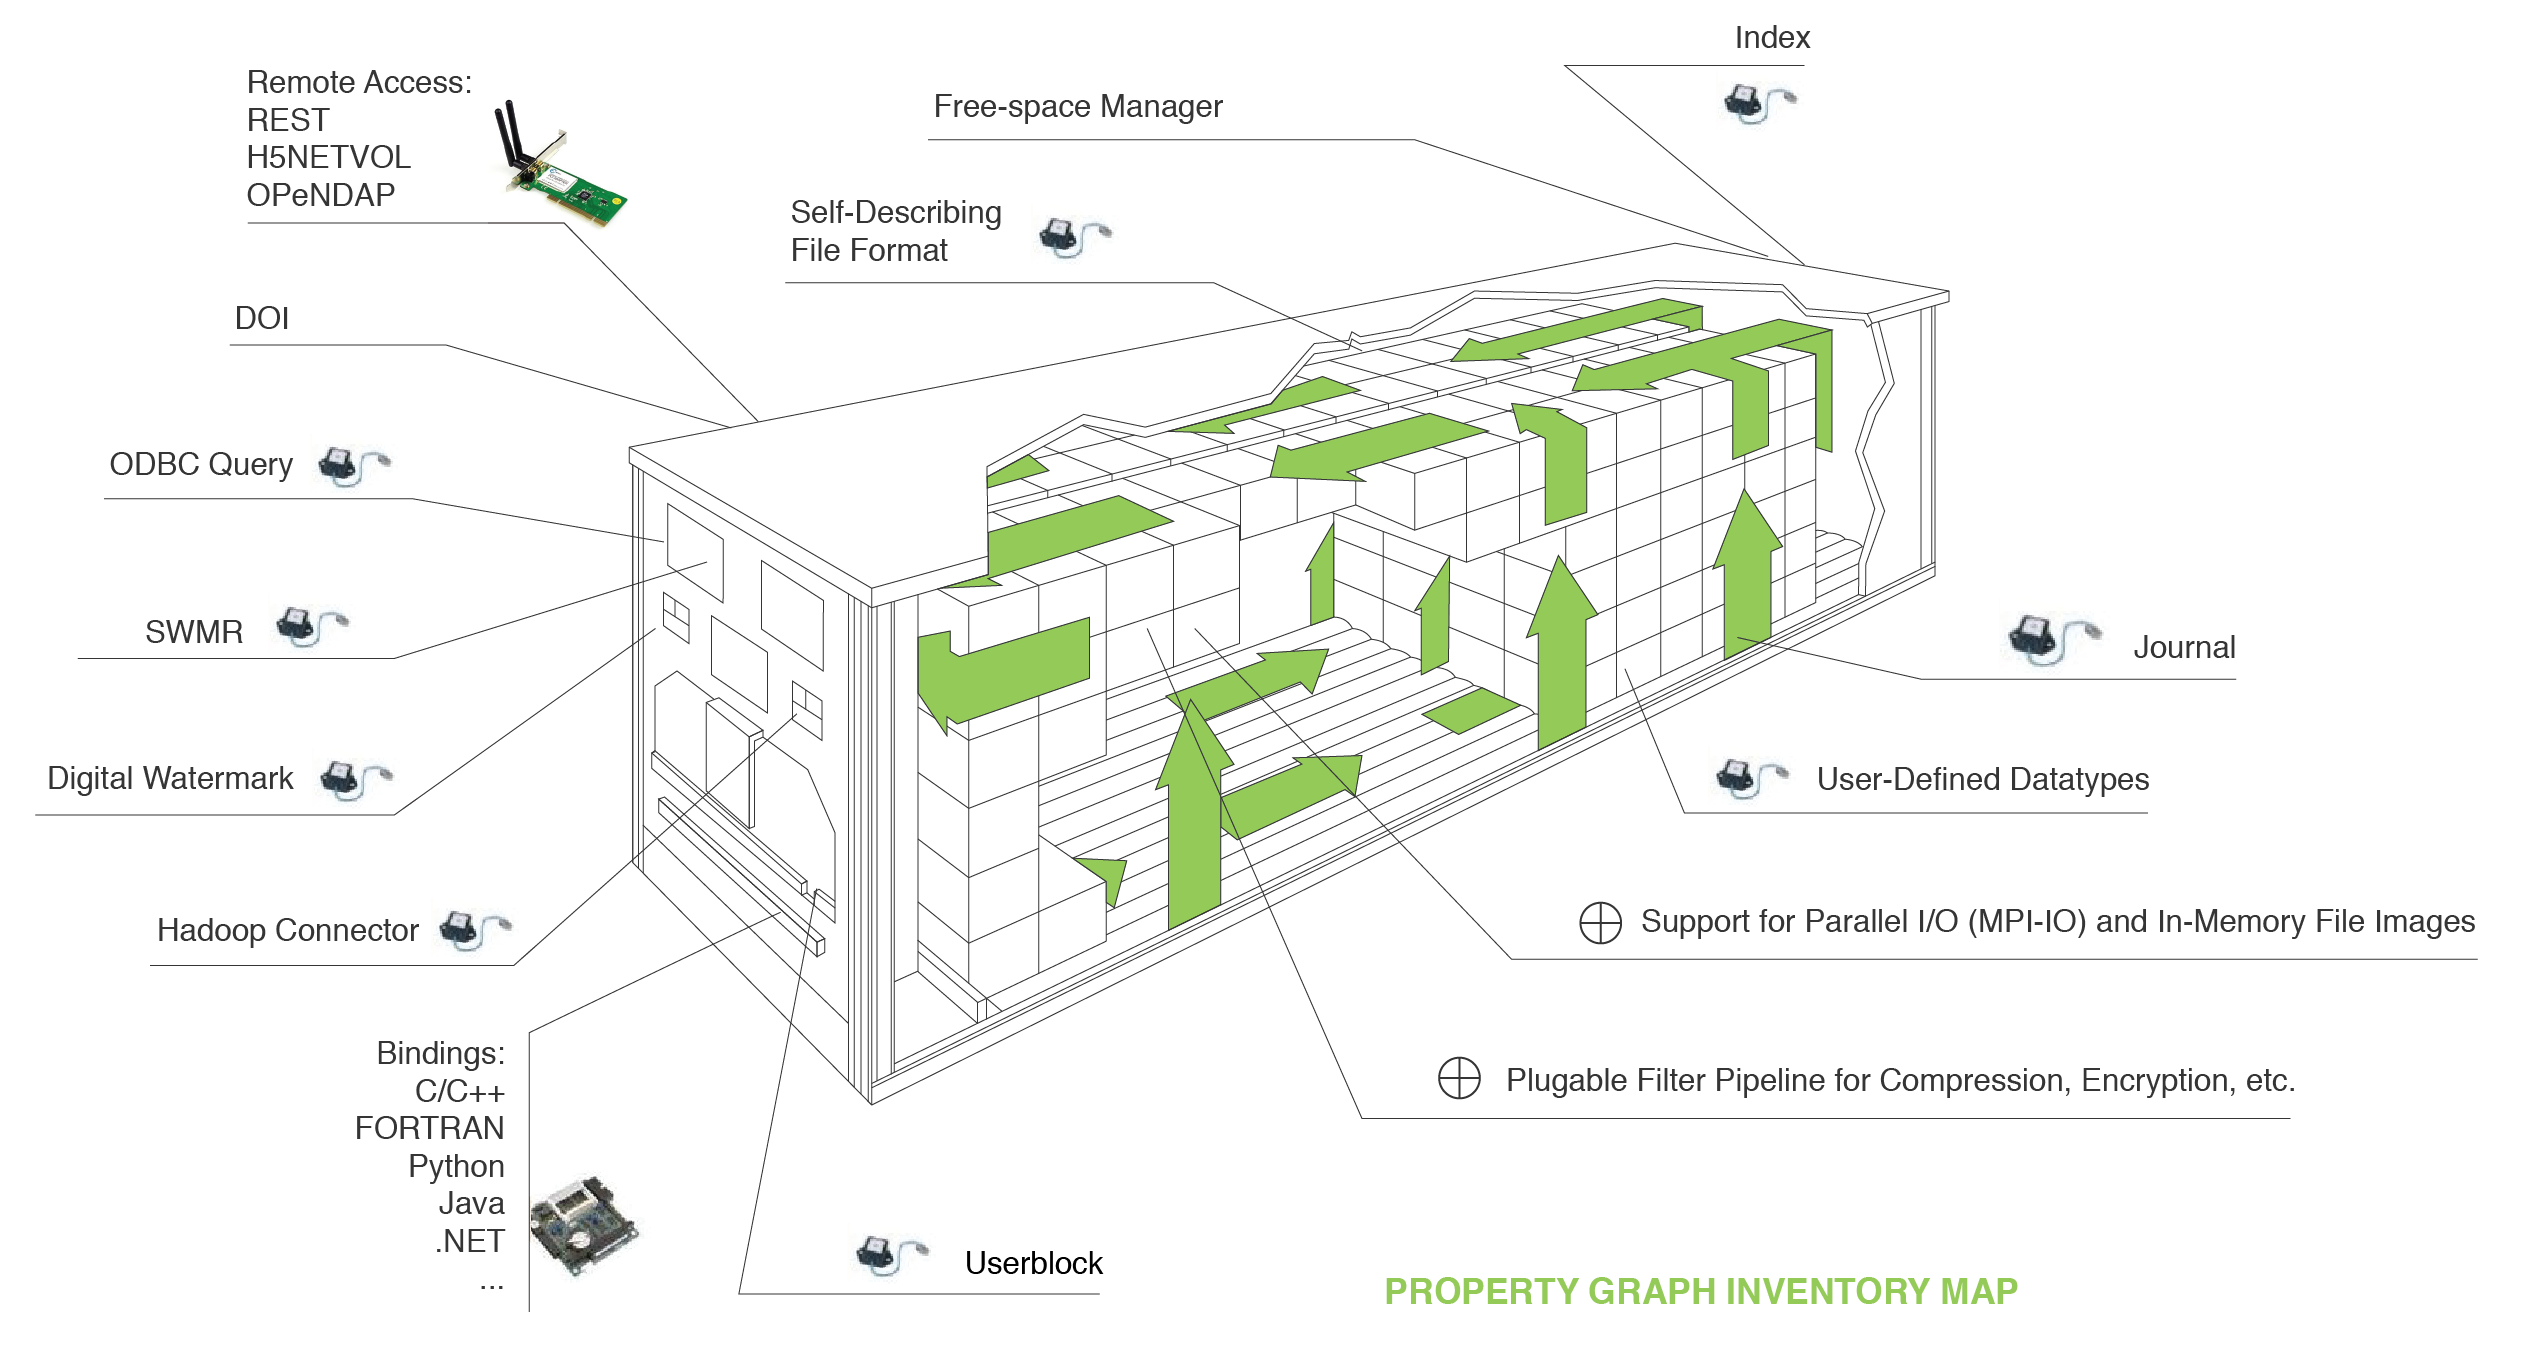 Index
Remote Access:
REST
H5NETVOL
OPeNDAP
Free-space Manager
Self-Describing
File Format
DOI
ODBC Query
SWMR
Journal
Digital Watermark
User-Defined Datatypes
Hadoop Connector
Support for Parallel I/O (MPI-IO) and In-Memory File Images
Bindings:
C/C++
FORTRAN
Python
Java
.NET
...
Plugable Filter Pipeline for Compression, Encryption, etc.
Userblock
PROPERTY GRAPH INVENTORY MAP